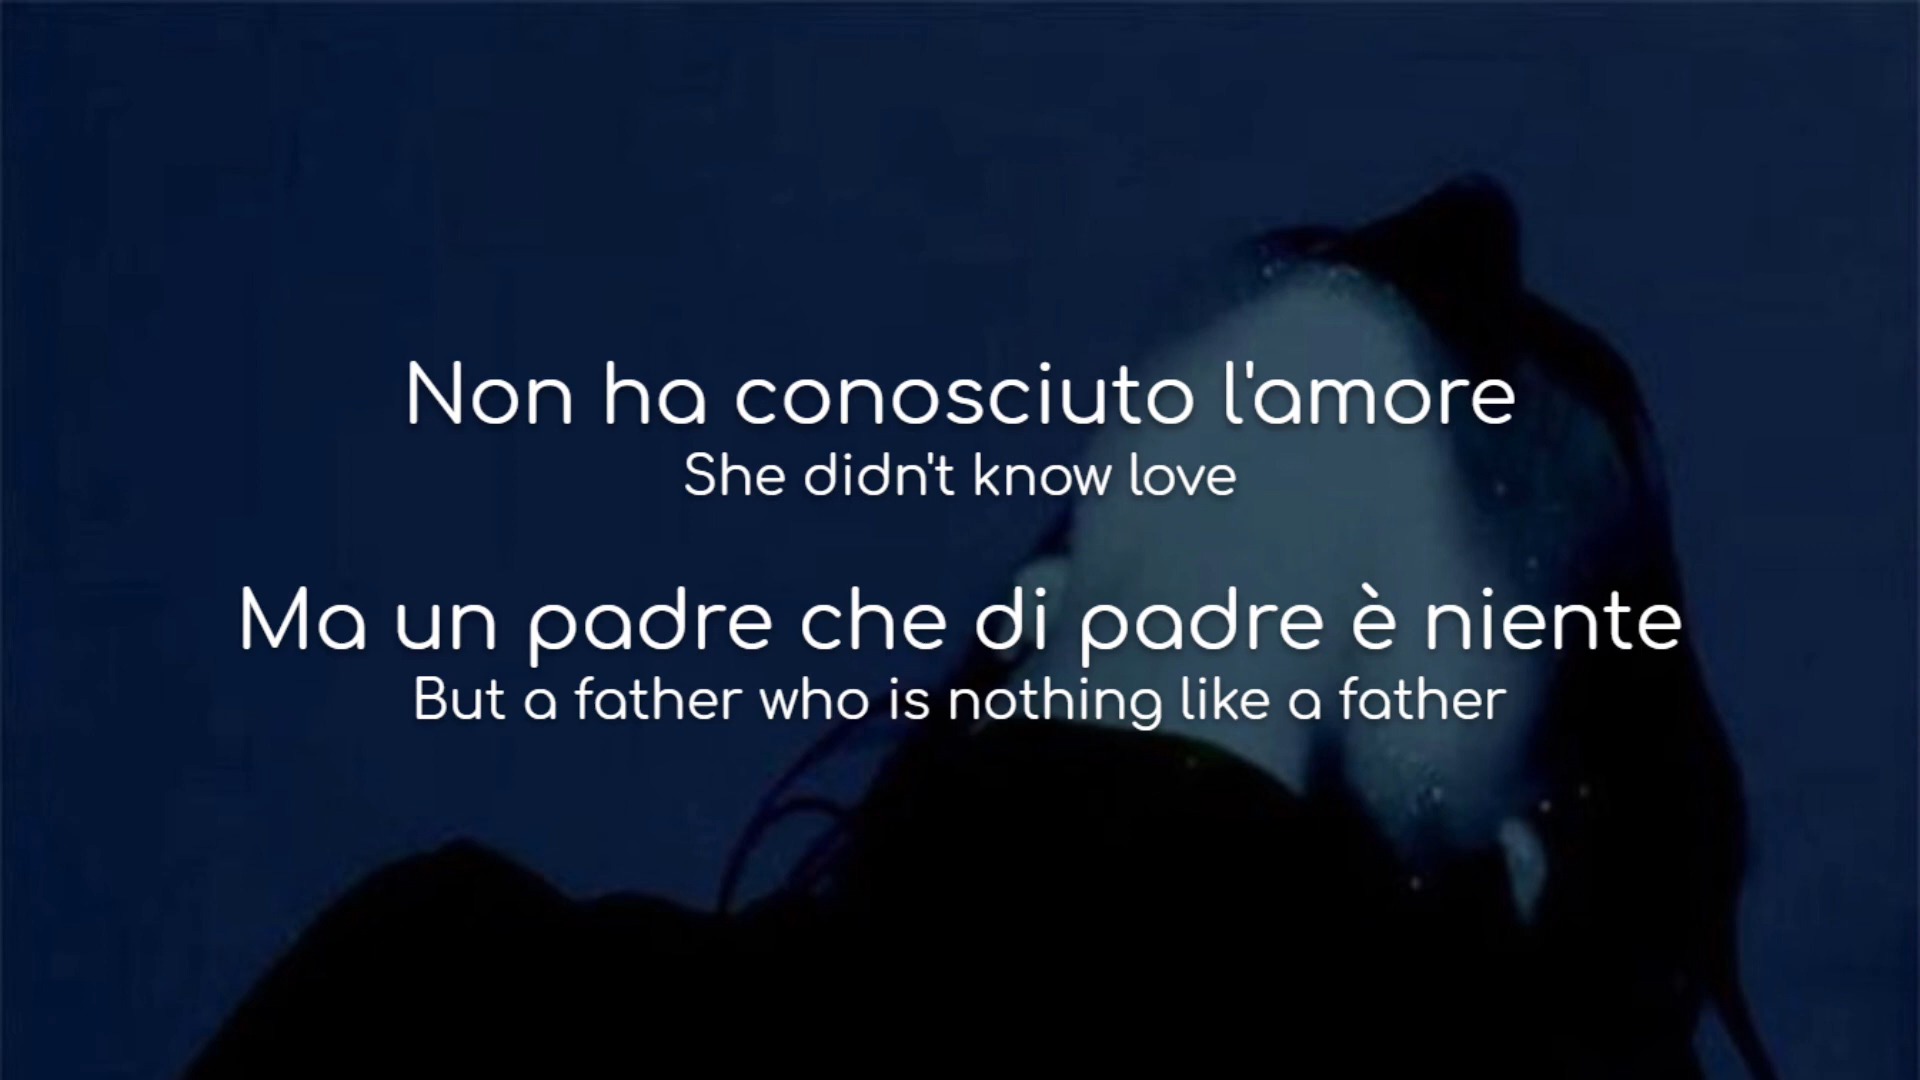 Non ha conosciuto l'amore
She didn't know love
Ma un padre che di padre è niente
But a father who is nothing like a father